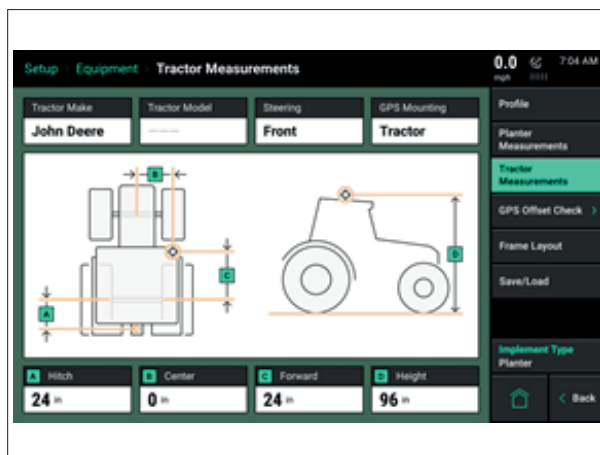 Setup Equipment Tractor Measurements
0.0
mph
7:04 AM
Tractor Make
John Deere
Tractor Model
-----
Steering
Front
GPS Mounting
Tractor
B
C
A
D
A Hitch
24 in
B Center
0 in
C Forward
24 in
D Height
96 in
Profile
Planter
Measurements
Tractor
Measurements
GPS Offset Check >
Frame Layout
Save/Load
Implement Type
Planter
< Back